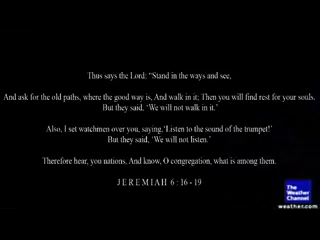 Thus says the Lord: “Stand in the ways and see,
And ask for the old paths, where the good way is, And walk in it; Then you will find rest for your souls.
But they said, ‘We will not walk in it.’
Also, I set watchmen over you, saying,‘Listen to the sound of the trumpet!’
But they said, ‘We will not listen.’
Therefore hear, you nations. And know, O congregation, what is among them.
JEREMIAH 6:16-19
The
Weather
Channel
weather.com